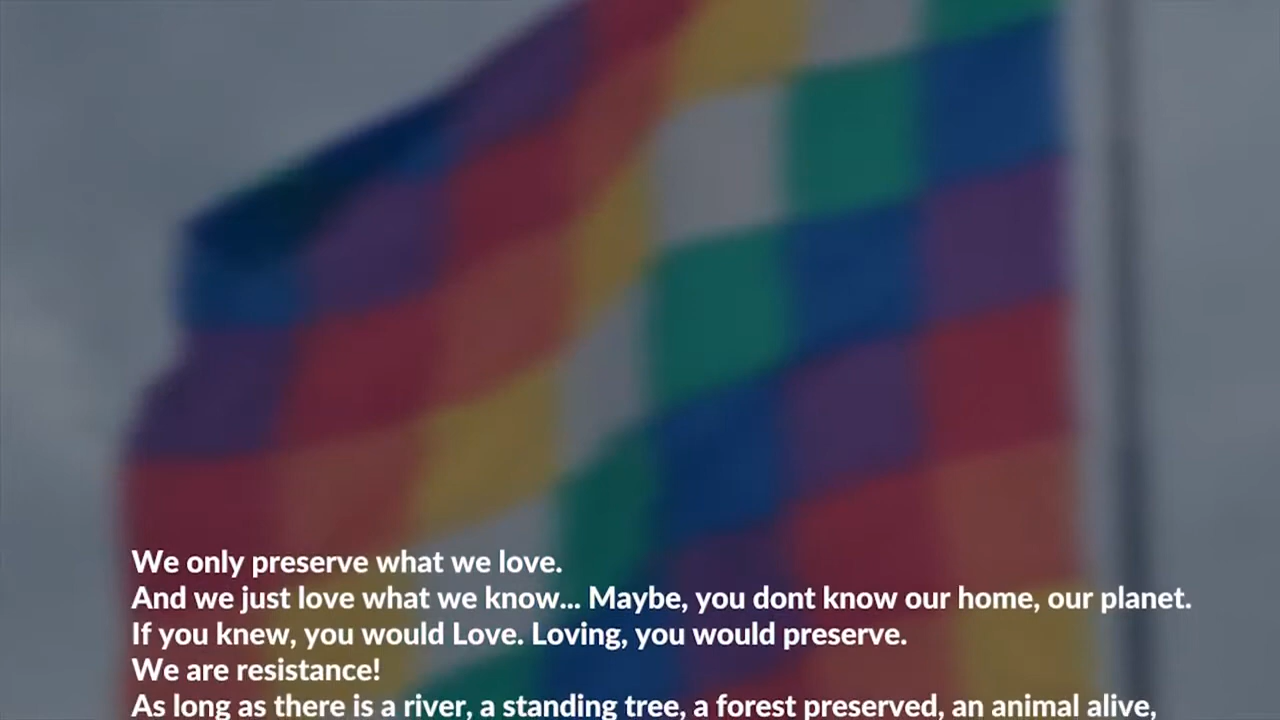 We only preserve what we love.
And we just love what we know... Maybe, you dont know our home, our planet.
If you knew, you would Love. Loving, you would preserve.
We are resistance!
As long as there is a river, a standing tree, a forest preserved, an animal alive,